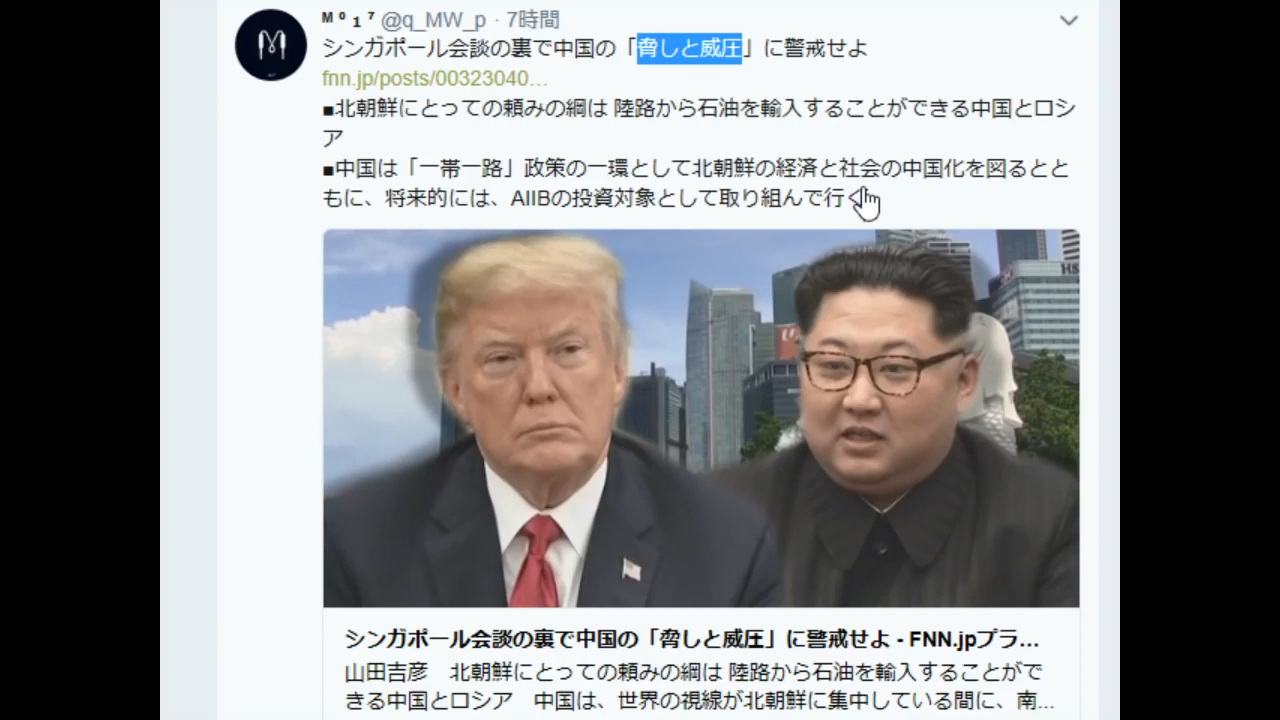 M⁰₁⁷ @q_MW_p · 7時間
シンガポール会談の裏で中国の「脅しと威圧」に警戒せよ
fnn.jp/posts/00323040…
■北朝鮮にとっての頼みの綱は 陸路から石油を輸入することができる中国とロシ
ア
■中国は「一帯一路」政策の一環として北朝鮮の経済と社会の中国化を図るとと
もに、将来的には、AIIBの投資対象として取り組んで行く
HS
シンガポール会談の裏で中国の「脅しと威圧」に警戒せよ - FNN.jpプラ...
山田吉彦 北朝鮮にとっての頼みの綱は 陸路から石油を輸入することがで
きる中国とロシア 中国は、世界の視線が北朝鮮に集中している間に、南...